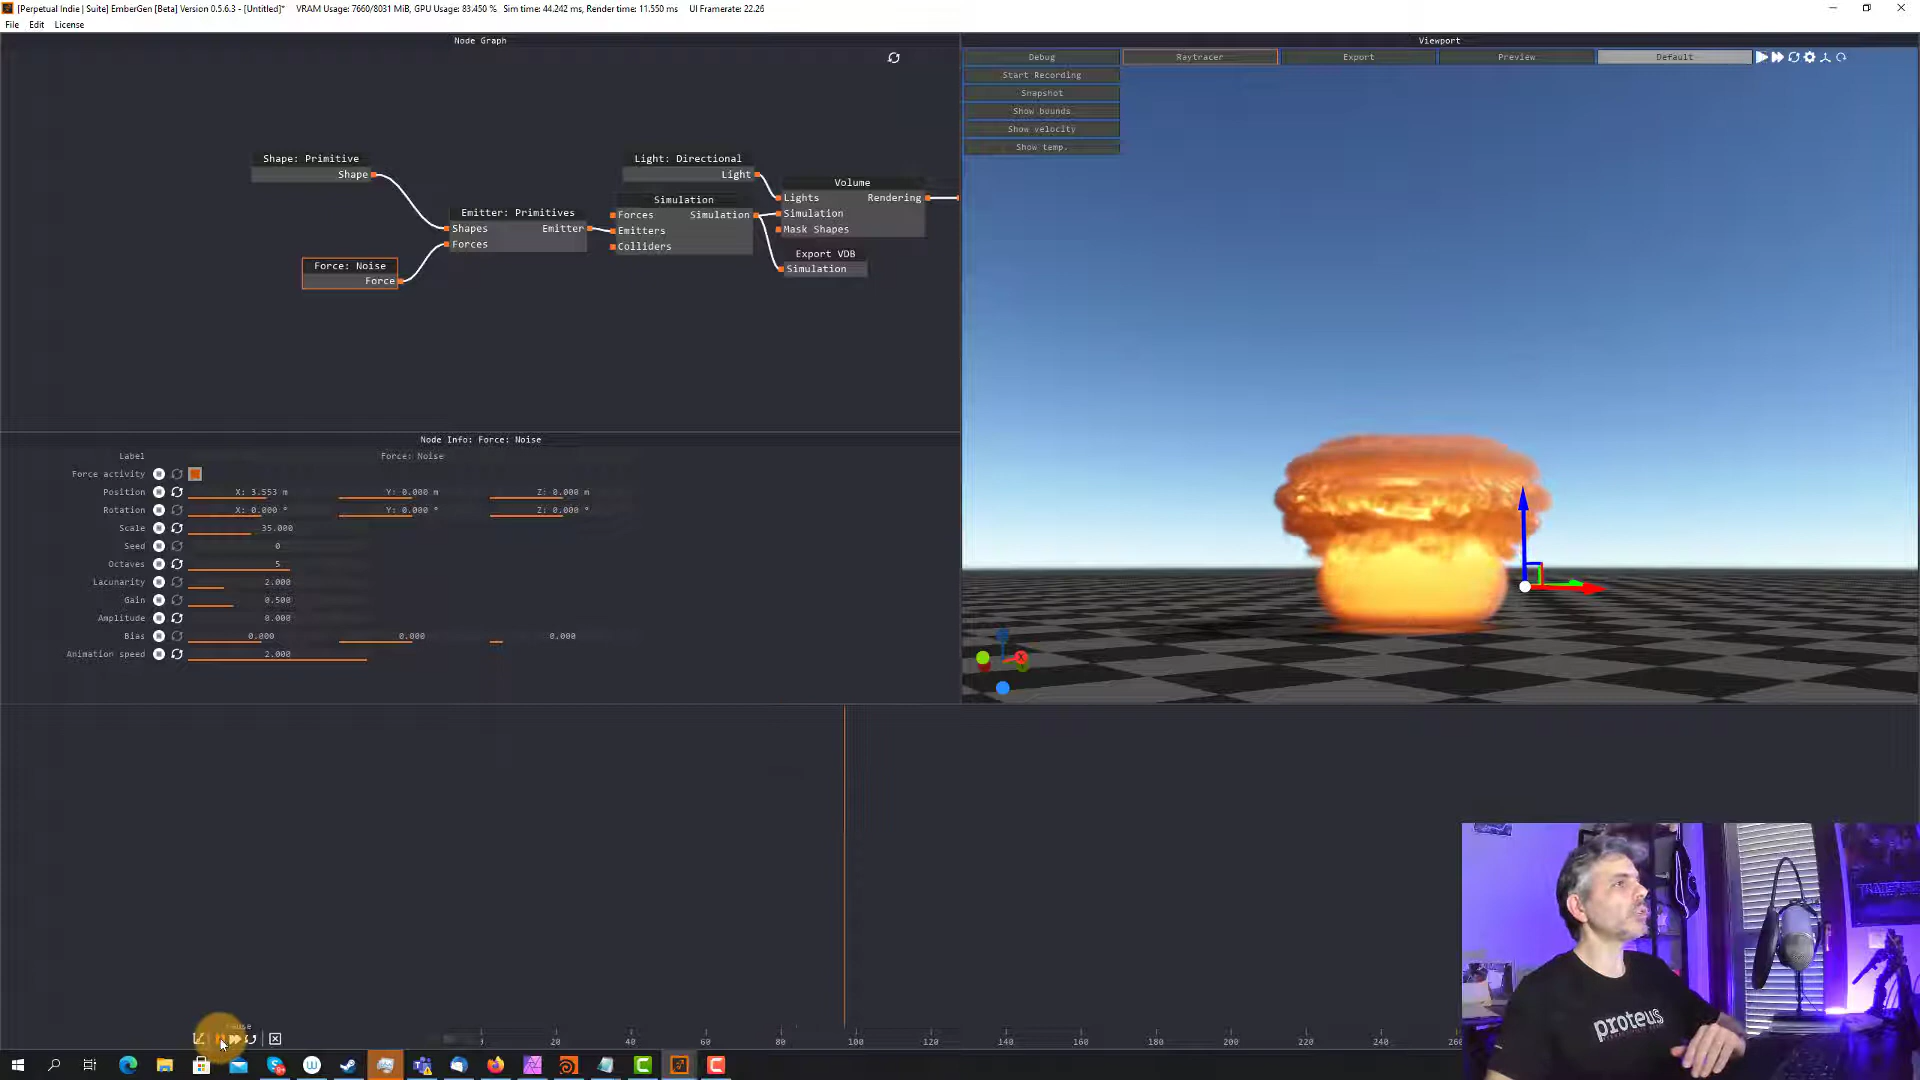 [Perpetual Indie | Suite] EmberGen [Beta] Version 0.5.6.3 - [Untitled]* VRAM Usage: 7660/8031 MiB, GPU Usage: 83.450 % Sim time: 44.242 ms, Render time: 11.550 ms UI Framerate: 22.26
File Edit License
Node Graph
Shape: Primitive
Shape
Force: Noise
Force
Emitter: Primitives
Shapes Emitter
Forces
Light: Directional
Light
Simulation
Forces Simulation
Emitters
Colliders
Volume
Lights Rendering
Simulation
Mask Shapes
Export VDB
Simulation
Viewport
Debug Raytracer Export Preview Default
Start Recording
Snapshot
Show bounds
Show velocity
Show temp.
X
Node Info: Force: Noise
Label Force: Noise
Force activity
Position X: 3.553 m Y: 0.000 m Z: 0.000 m
Rotation X: 0.000 ° Y: 0.000 ° Z: 0.000 °
Scale 35.000
Seed 0
Octaves 5
Lacunarity 2.000
Gain 0.500
Amplitude 0.000
Bias 0.000 0.000 0.000
Animation speed 2.000
0 20 40 60 80 100 120 140 160 180 200 220 240
proteus